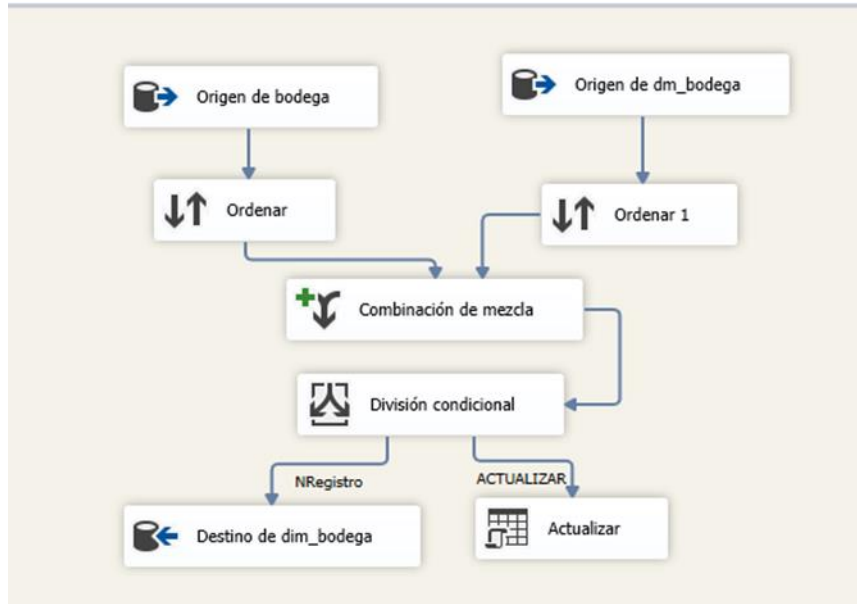 Origen de bodega
Origen de dm_bodega
Ordenar
Ordenar 1
Combinación de mezcla
División condicional
NRegistro
ACTUALIZAR
Destino de dim_bodega
Actualizar